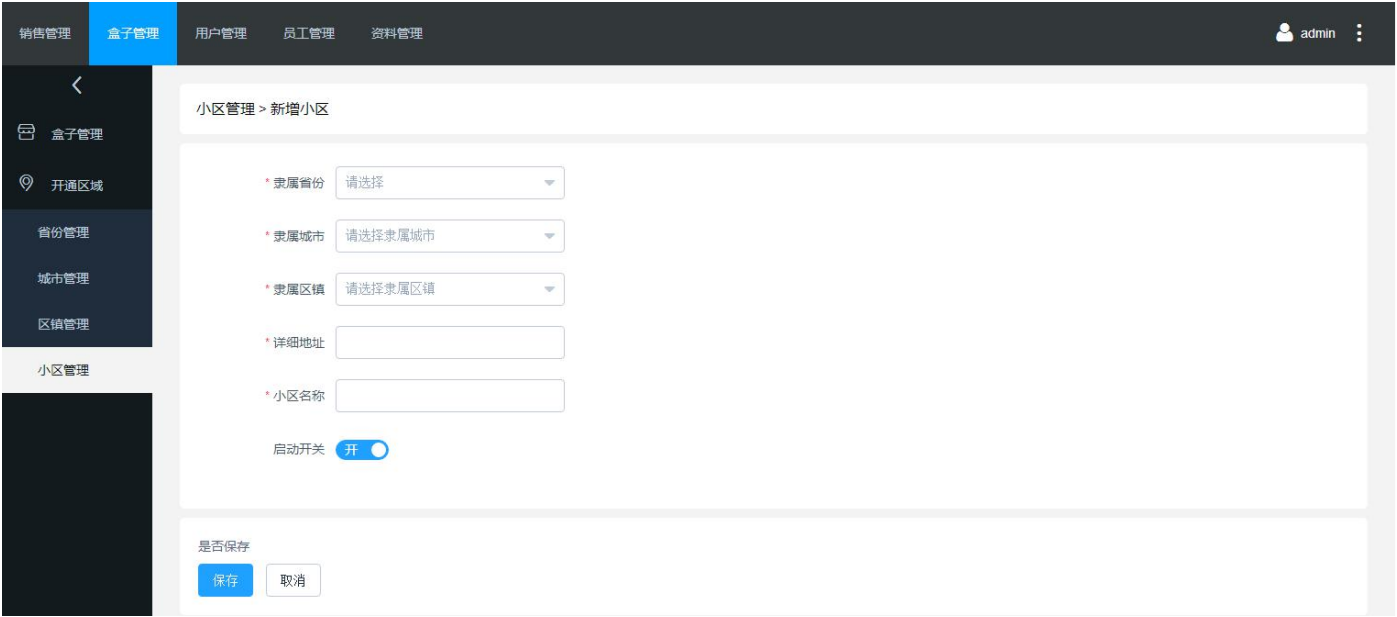 销售管理 盒子管理 用户管理 员工管理 资料管理 admin
盒子管理
开通区域
省份管理
城市管理
区镇管理
小区管理
小区管理 > 新增小区
* 隶属省份 请选择
* 隶属城市 请选择隶属城市
* 隶属区镇 请选择隶属区镇
* 详细地址
* 小区名称
启动开关 开
是否保存
保存 取消